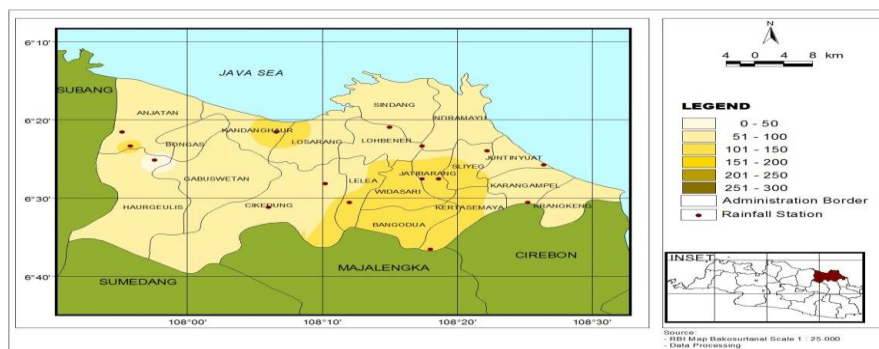 6°10'
6°20'
6°30'
6°40'
108°00'
108°10'
108°20'
108°30'
JAVA SEA
SUBANG
ANJATAN
SINDANG
INDRAMAYU
KANDANGHAUR
LOSARANG
LOHBENER
BONGAS
JUNTINYUAT
SLIYEG
GABUSWETAN
LELEA
JATIBARANG
KARANGAMPEL
WIDASARI
HAURGEULIS
CIKEDUNG
KERTASEMAYA
KRANGKENG
BANGODUA
CIREBON
MAJALENGKA
SUMEDANG
N
4 0 4 8 km
LEGEND
0 - 50
51 - 100
101 - 150
151 - 200
201 - 250
251 - 300
Administration Border
Rainfall Station
INSET
Source:
- RBI Map Bakosurtanal Scale 1 : 25.000
- Data Processing